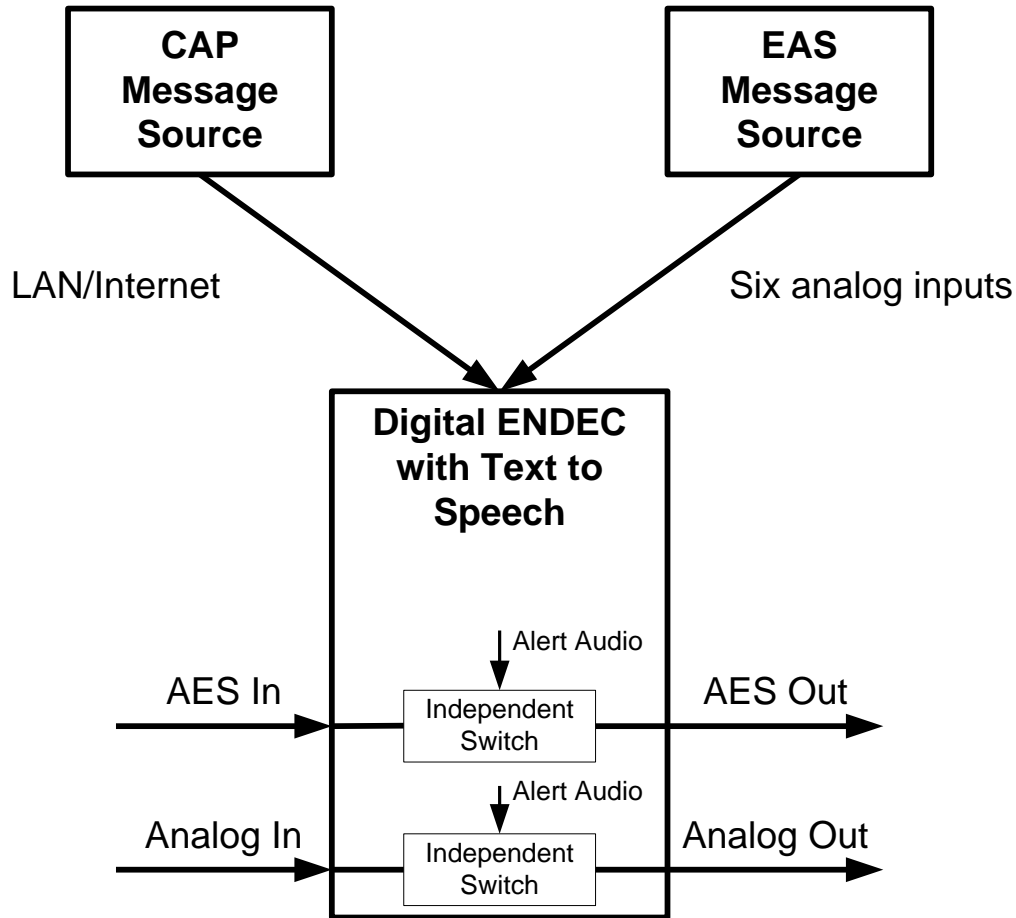 CAP
Message
Source
EAS
Message
Source
LAN/Internet
Six analog inputs
Digital ENDEC
with Text to
Speech
Alert Audio
AES In
Independent
Switch
AES Out
Alert Audio
Analog In
Independent
Switch
Analog Out